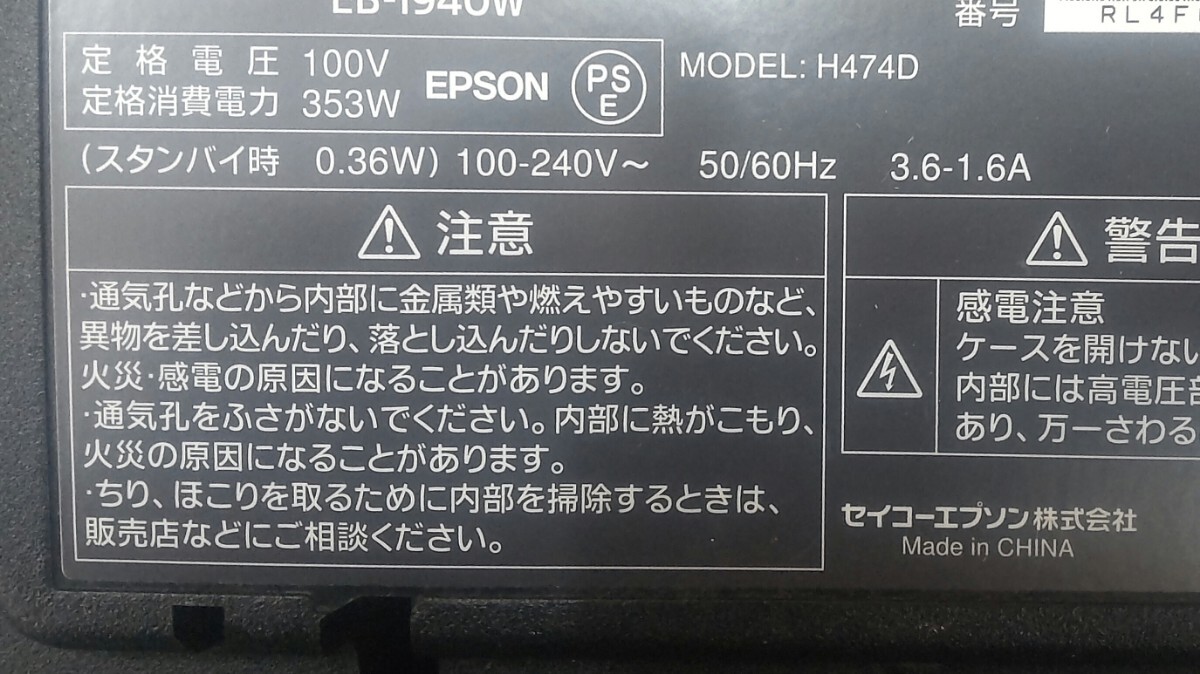 EB-1940W
番号
RL4F
定格電圧 100V
定格消費電力 353W
EPSON
PSE
MODEL: H474D
(スタンバイ時 0.36W) 100-240V～ 50/60Hz 3.6-1.6A
注意
・通気孔などから内部に金属類や燃えやすいものなど、
異物を差し込んだり、落とし込んだりしないでください。
火災・感電の原因になることがあります。
・通気孔をふさがないでください。内部に熱がこもり、
火災の原因になることがあります。
・ちり、ほこりを取るために内部を掃除するときは、
販売店などにご相談ください。
警告
感電注意
ケースを開けない
内部には高電圧部
あり、万一さわる
セイコーエプソン株式会社
Made in CHINA